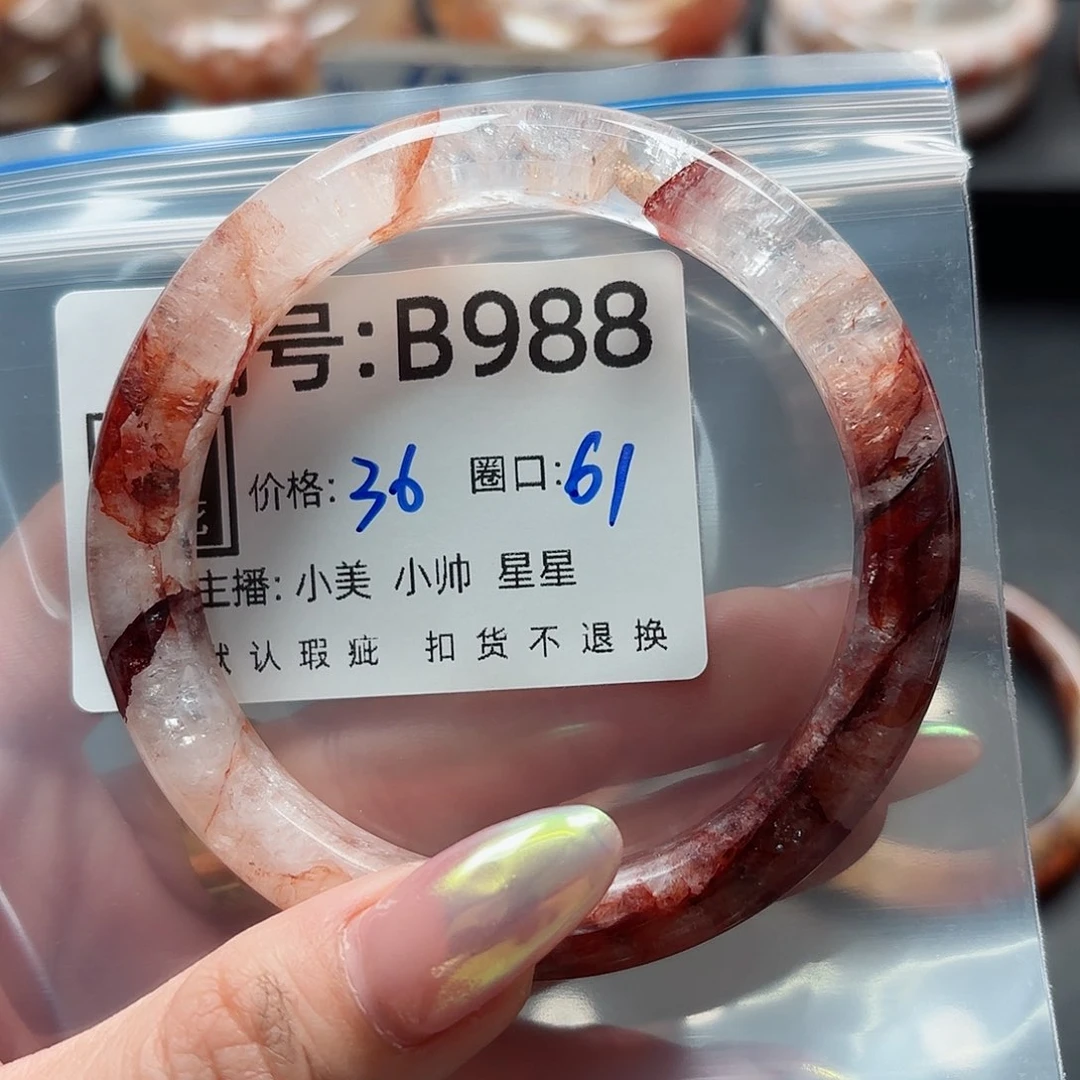 号:B988
价格:36 圈口:61
主播: 小美 小帅 星星
默认瑕疵 扣货不退换